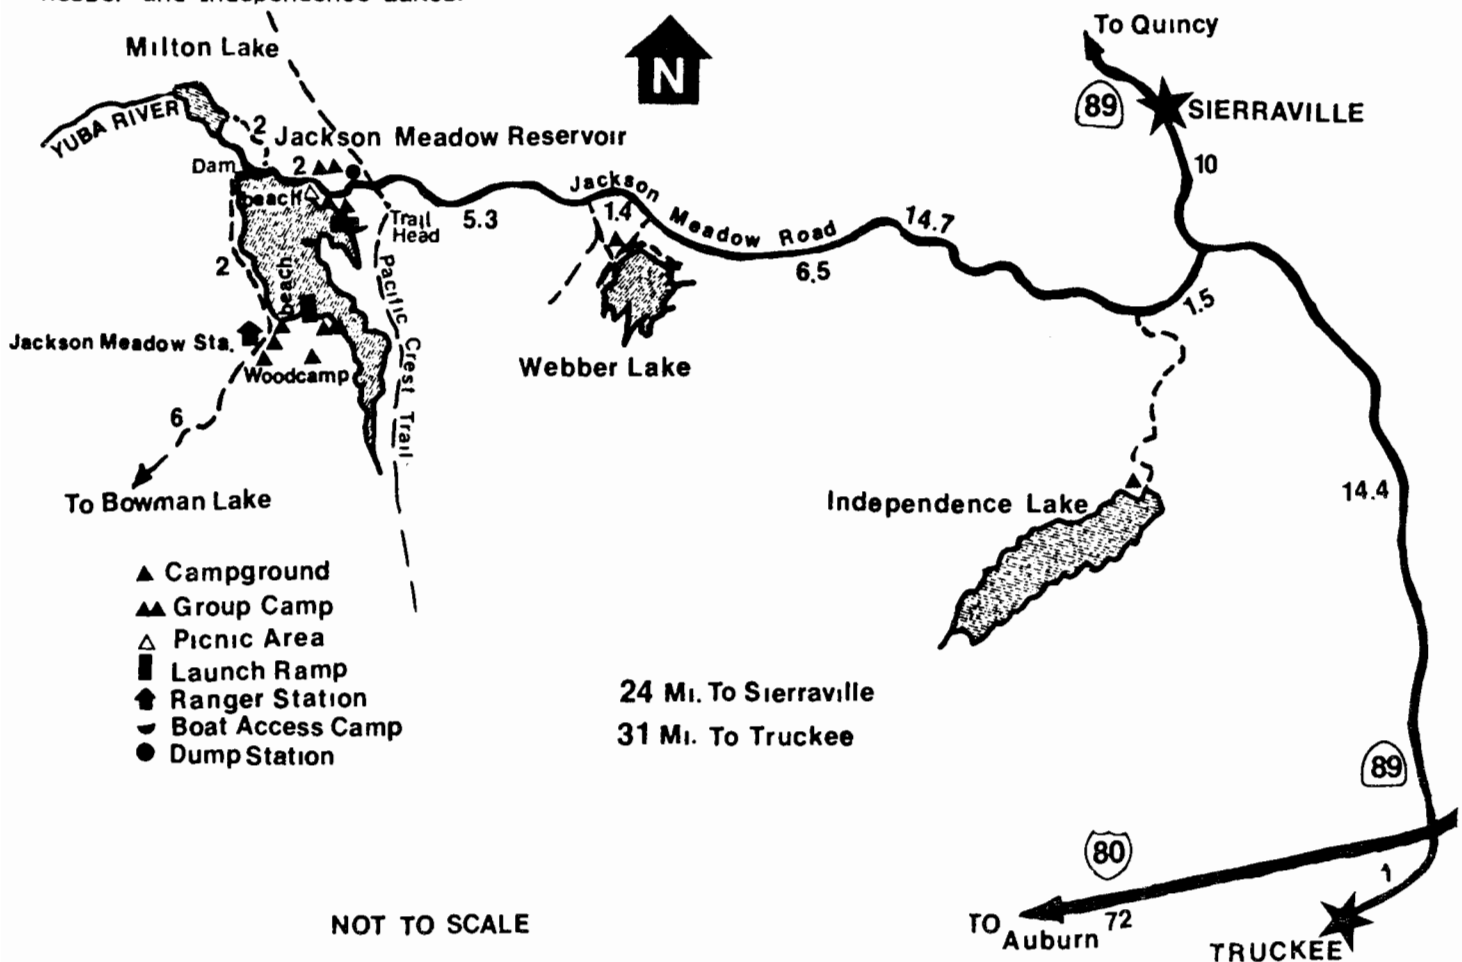 To Quincy
Milton Lake
N
89
SIERRAVILLE
YUBA RIVER
2
Jackson Meadow Reservoir
10
Dam
2
beach
Trail
Head
5.3
Jackson Meadow Road
1.4
14.7
6.5
2
beach
Pacific Crest Trail
1.5
Jackson Meadow Sta.
Woodcamp
Webber Lake
6
To Bowman Lake
Independence Lake
14.4
Campground
Group Camp
Picnic Area
Launch Ramp
Ranger Station
Boat Access Camp
Dump Station
24 Mi. To Sierraville
31 Mi. To Truckee
89
80
1
72
TO
Auburn
NOT TO SCALE
TRUCKEE